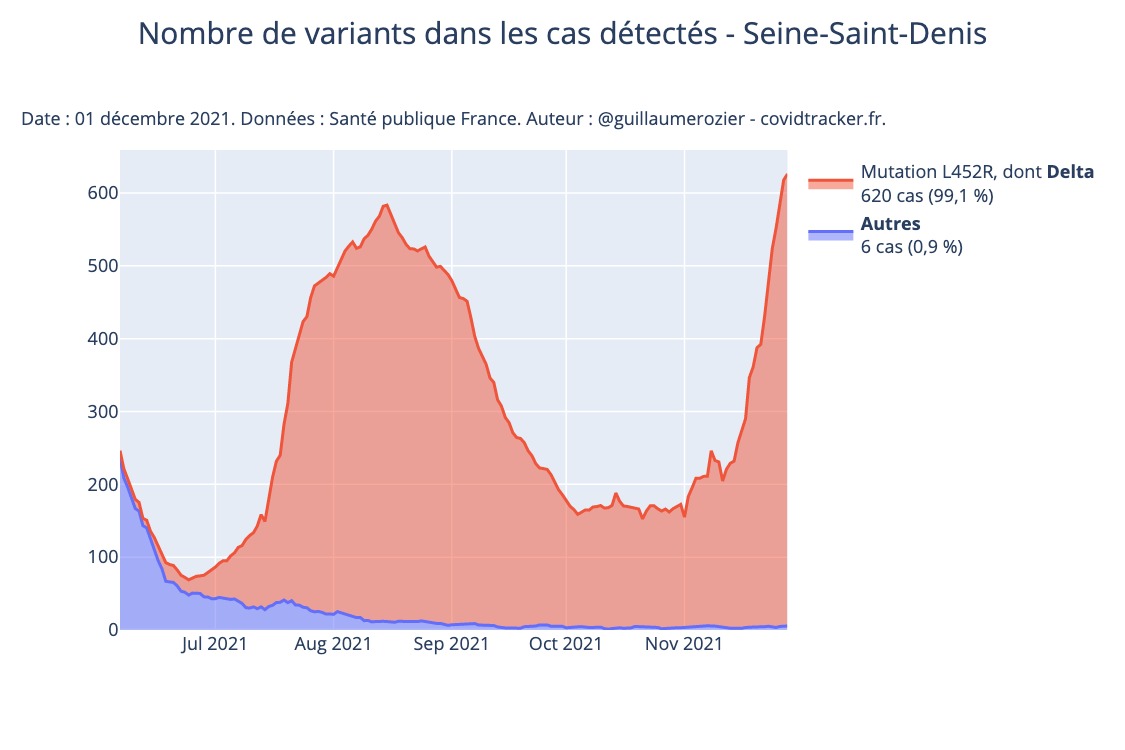 Nombre de variants dans les cas détectés - Seine-Saint-Denis
Date : 01 décembre 2021. Données : Santé publique France. Auteur : @guillaumerozier - covidtracker.fr.
Mutation L452R, dont Delta
620 cas (99,1 %)
Autres
6 cas (0,9 %)
600
500
400
300
200
100
0
Jul 2021
Aug 2021
Sep 2021
Oct 2021
Nov 2021